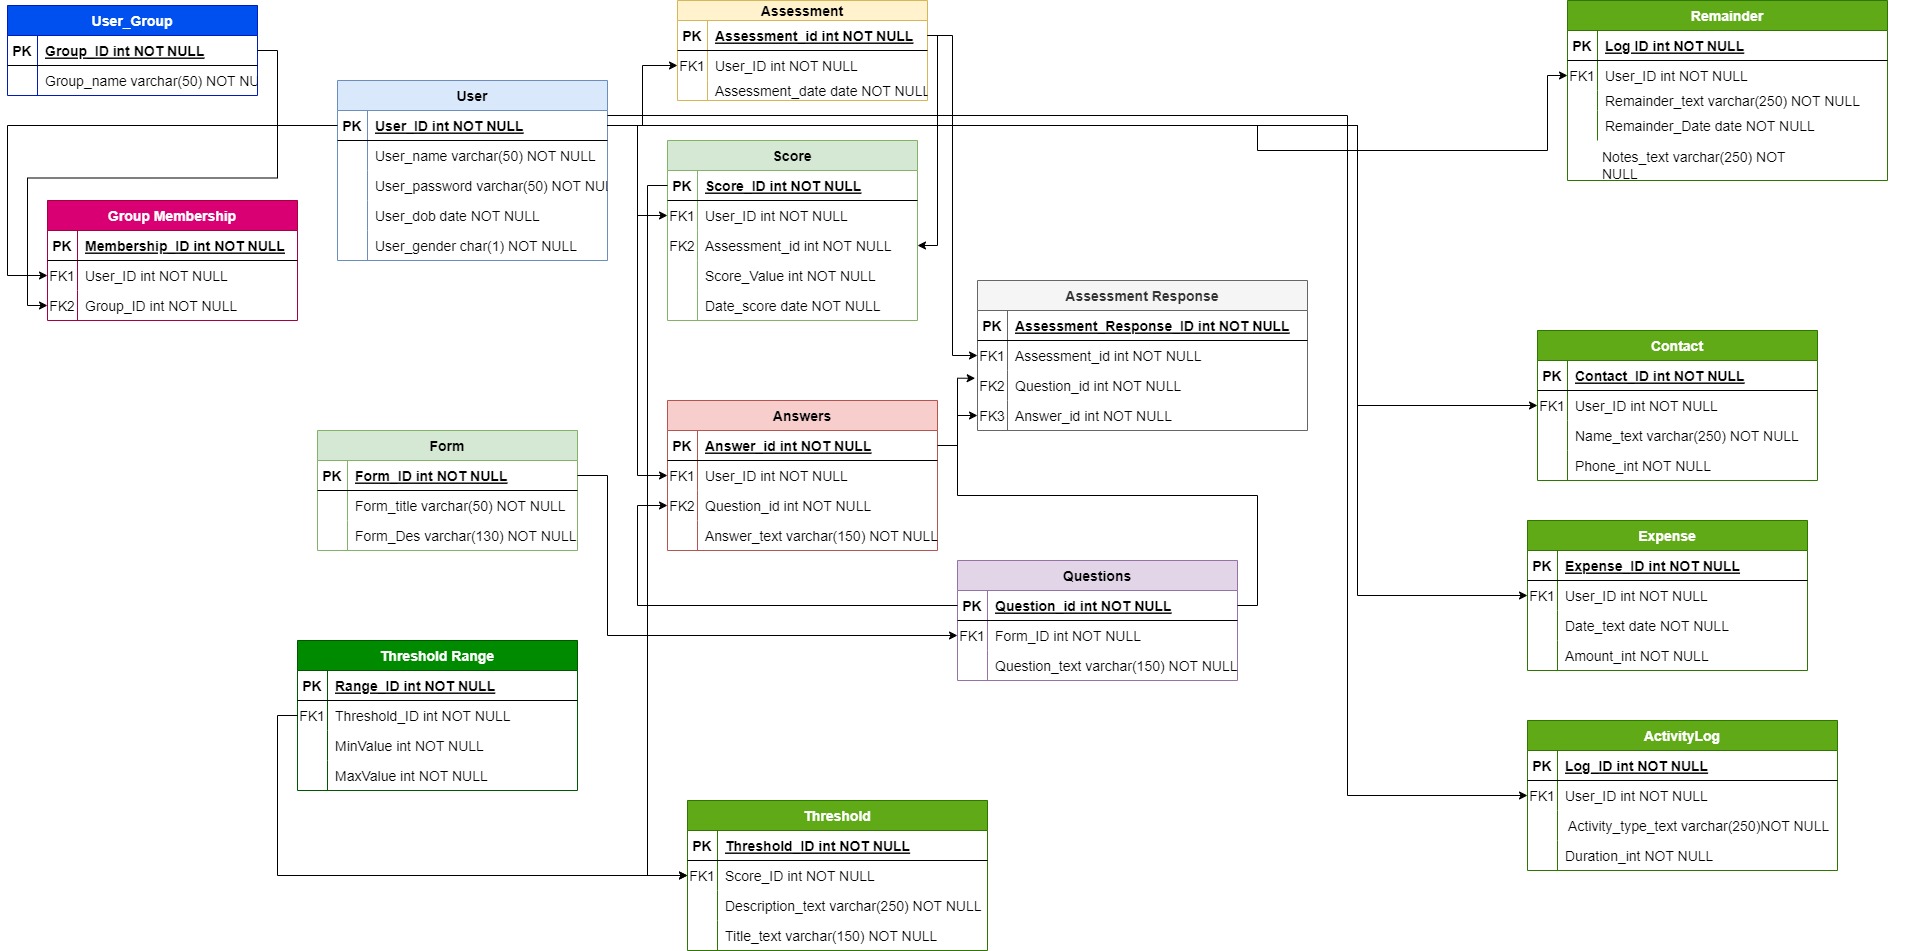 User_Group
PK Group_ID int NOT NULL
Group_name varchar(50) NOT NU
User
PK User_ID int NOT NULL
User_name varchar(50) NOT NULL
User_password varchar(50) NOT NUL
User_dob date NOT NULL
User_gender char(1) NOT NULL
Group Membership
PK Membership_ID int NOT NULL
FK1 User_ID int NOT NULL
FK2 Group_ID int NOT NULL
Assessment
PK Assessment_id int NOT NULL
FK1 User_ID int NOT NULL
Assessment_date date NOT NULL
Score
PK Score_ID int NOT NULL
FK1 User_ID int NOT NULL
FK2 Assessment_id int NOT NULL
Score_Value int NOT NULL
Date_score date NOT NULL
Remainder
PK Log ID int NOT NULL
FK1 User_ID int NOT NULL
Remainder_text varchar(250) NOT NULL
Remainder_Date date NOT NULL
Notes_text varchar(250) NOT
NULL
Assessment Response
PK Assessment_Response_ID int NOT NULL
FK1 Assessment_id int NOT NULL
FK2 Question_id int NOT NULL
FK3 Answer_id int NOT NULL
Contact
PK Contact_ID int NOT NULL
FK1 User_ID int NOT NULL
Name_text varchar(250) NOT NULL
Phone_int NOT NULL
Form
PK Form_ID int NOT NULL
Form_title varchar(50) NOT NULL
Form_Des varchar(130) NOT NULL
Answers
PK Answer_id int NOT NULL
FK1 User_ID int NOT NULL
FK2 Question_id int NOT NULL
Answer_text varchar(150) NOT NULL
Questions
PK Question_id int NOT NULL
FK1 Form_ID int NOT NULL
Question_text varchar(150) NOT NULL
Expense
PK Expense_ID int NOT NULL
FK1 User_ID int NOT NULL
Date_text date NOT NULL
Amount_int NOT NULL
Threshold Range
PK Range_ID int NOT NULL
FK1 Threshold_ID int NOT NULL
MinValue int NOT NULL
MaxValue int NOT NULL
ActivityLog
PK Log_ID int NOT NULL
FK1 User_ID int NOT NULL
Activity_type_text varchar(250)NOT NULL
Duration_int NOT NULL
Threshold
PK Threshold_ID int NOT NULL
FK1 Score_ID int NOT NULL
Description_text varchar(250) NOT NULL
Title_text varchar(150) NOT NULL